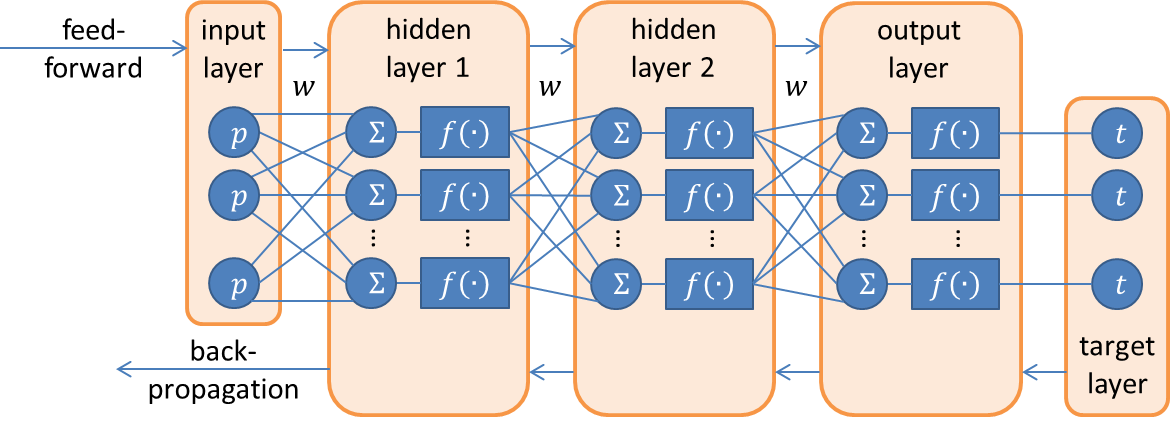 feed-
forward
input
layer
hidden
layer 1
hidden
layer 2
output
layer
w
w
w
p Σ f(·) Σ f(·) Σ f(·) t
p Σ f(·) Σ f(·) Σ f(·) t
⋮ ⋮ ⋮ ⋮ ⋮ ⋮
p Σ f(·) Σ f(·) Σ f(·) t
back-
propagation
target
layer